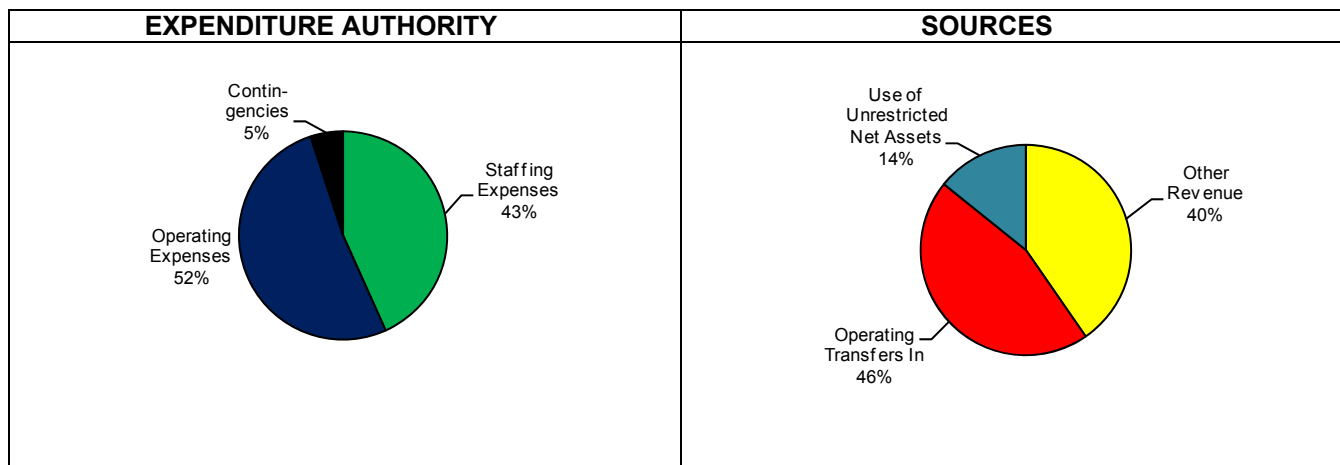 EXPENDITURE AUTHORITY
Contin-
gencies
5%
Staffing
Expenses
43%
Operating
Expenses
52%
SOURCES
Use of
Unrestricted
Net Assets
14%
Other
Revenue
40%
Operating
Transfers In
46%